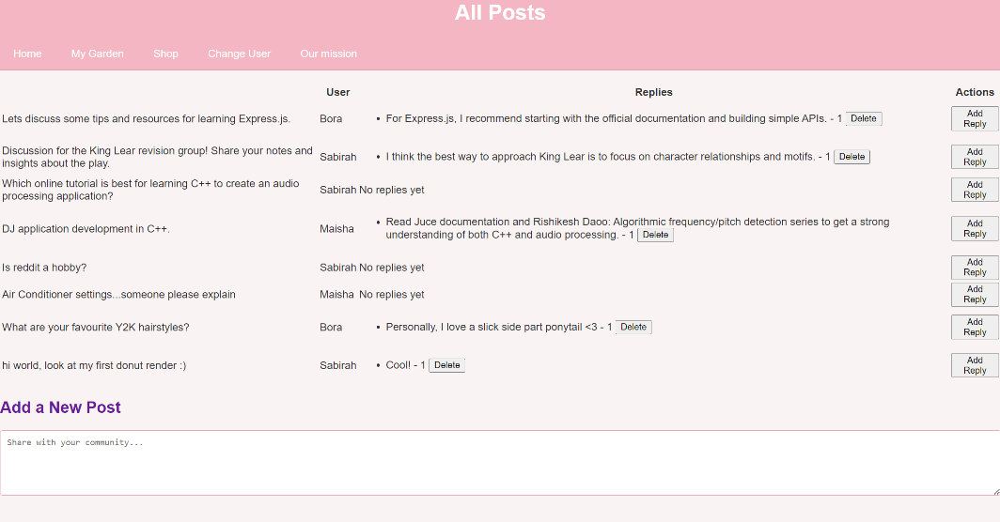 All Posts
Home My Garden Shop Change User Our mission
User Replies Actions
Lets discuss some tips and resources for learning Express.js. Bora • For Express.js, I recommend starting with the official documentation and building simple APIs. - 1 Delete Add Reply
Discussion for the King Lear revision group! Share your notes and
insights about the play. Sabirah • I think the best way to approach King Lear is to focus on character relationships and motifs. - 1 Delete Add Reply
Which online tutorial is best for learning C++ to create an audio
processing application? Sabirah No replies yet Add Reply
DJ application development in C++. Maisha • Read Juce documentation and Rishikesh Daoo: Algorithmic frequency/pitch detection series to get a strong
understanding of both C++ and audio processing. - 1 Delete Add Reply
Is reddit a hobby? Sabirah No replies yet Add Reply
Air Conditioner settings...someone please explain Maisha No replies yet Add Reply
What are your favourite Y2K hairstyles? Bora • Personally, I love a slick side part ponytail <3 - 1 Delete Add Reply
hi world, look at my first donut render :) Sabirah • Cool! - 1 Delete Add Reply
Add a New Post
Share with your community...